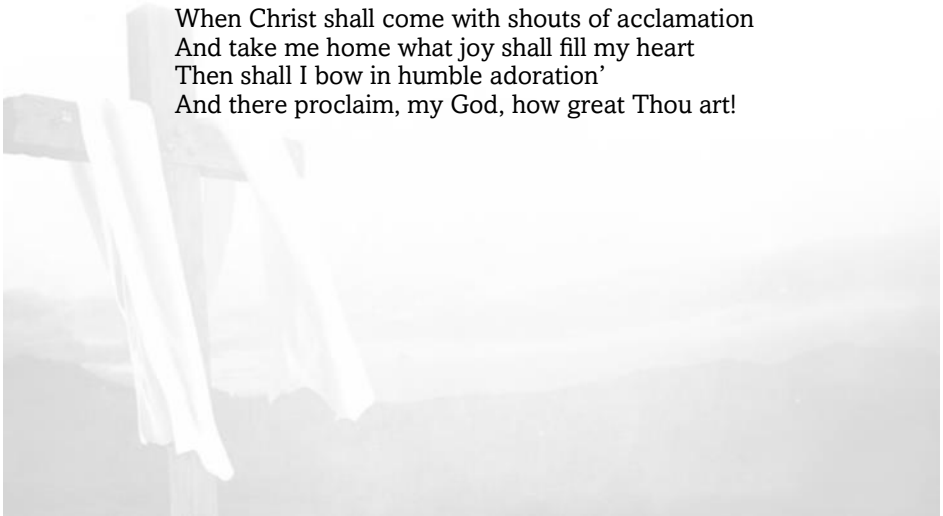 When Christ shall come with shouts of acclamation
And take me home what joy shall fill my heart
Then shall I bow in humble adoration’
And there proclaim, my God, how great Thou art!